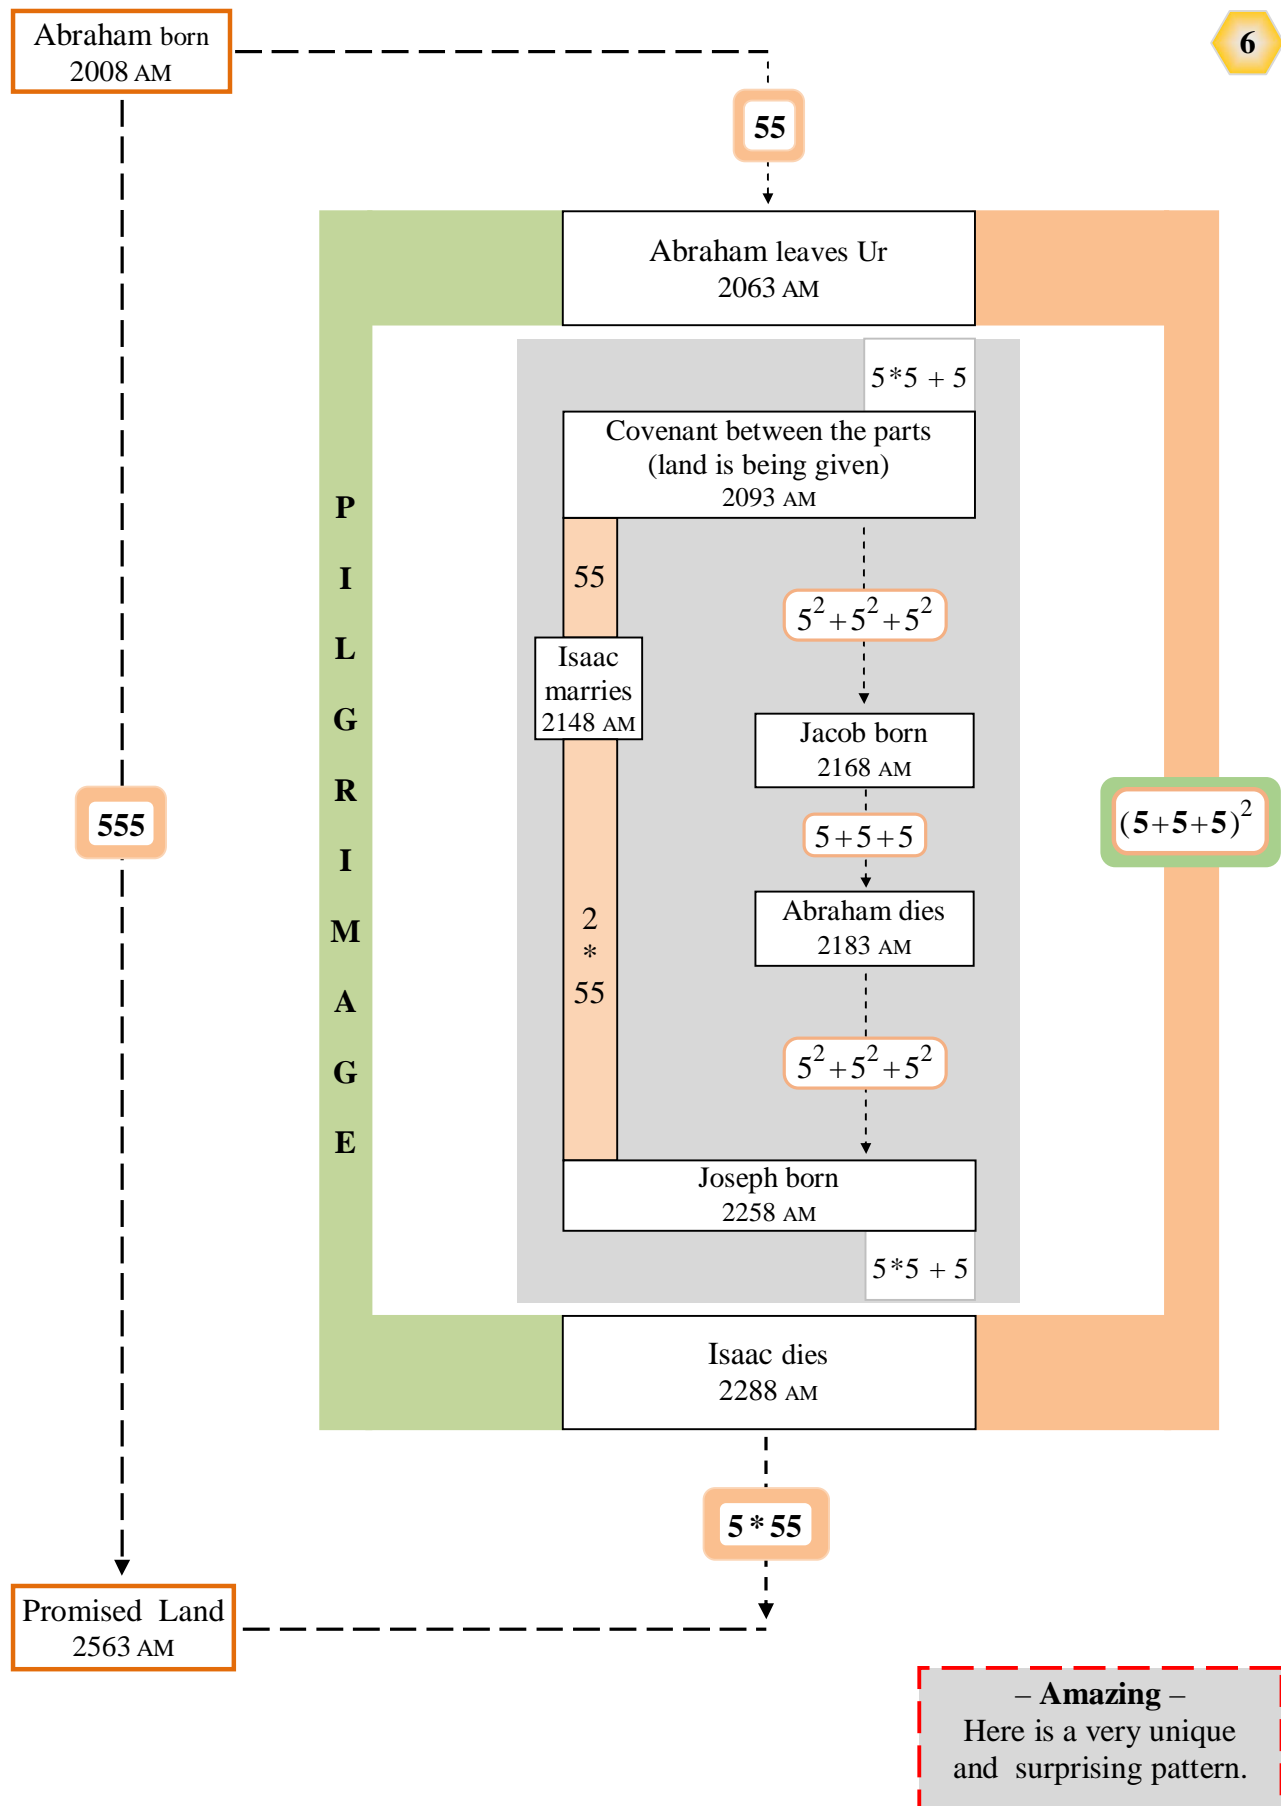 Abraham born
2008 AM
6
55
Abraham leaves Ur
2063 AM
5*5 + 5
Covenant between the parts
(land is being given)
2093 AM
55
5² + 5² + 5²
Isaac
marries
2148 AM
Jacob born
2168 AM
P
I
L
G
R
I
M
A
G
E
555
(5+5+5)²
5+5+5
Abraham dies
2183 AM
2
*
55
5² + 5² + 5²
Joseph born
2258 AM
5*5 + 5
Isaac dies
2288 AM
5 * 55
Promised Land
2563 AM
– Amazing –
Here is a very unique
and surprising pattern.